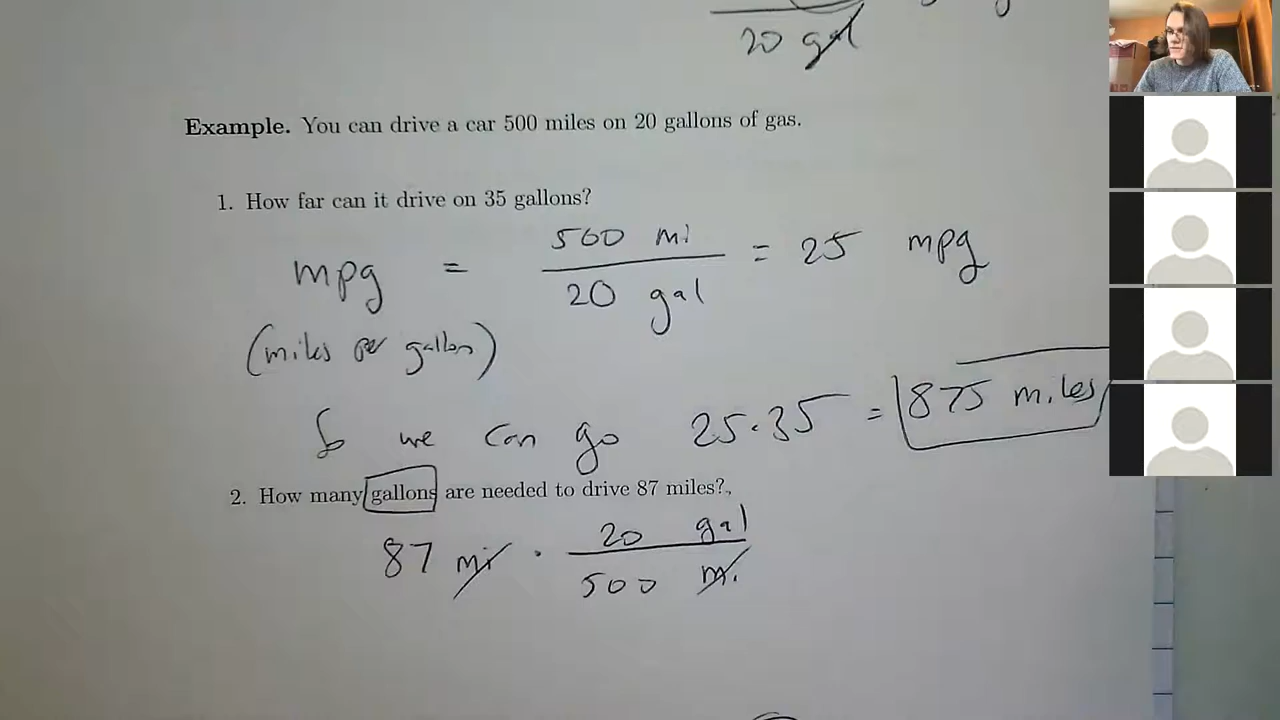 20 gal
Example. You can drive a car 500 miles on 20 gallons of gas.
1. How far can it drive on 35 gallons?
mpg = 500 mi / 20 gal = 25 mpg
(miles per gallon)
So we can go 25·35 = 875 miles
2. How many gallons are needed to drive 87 miles?,
87 mi · 20 gal / 500 mi